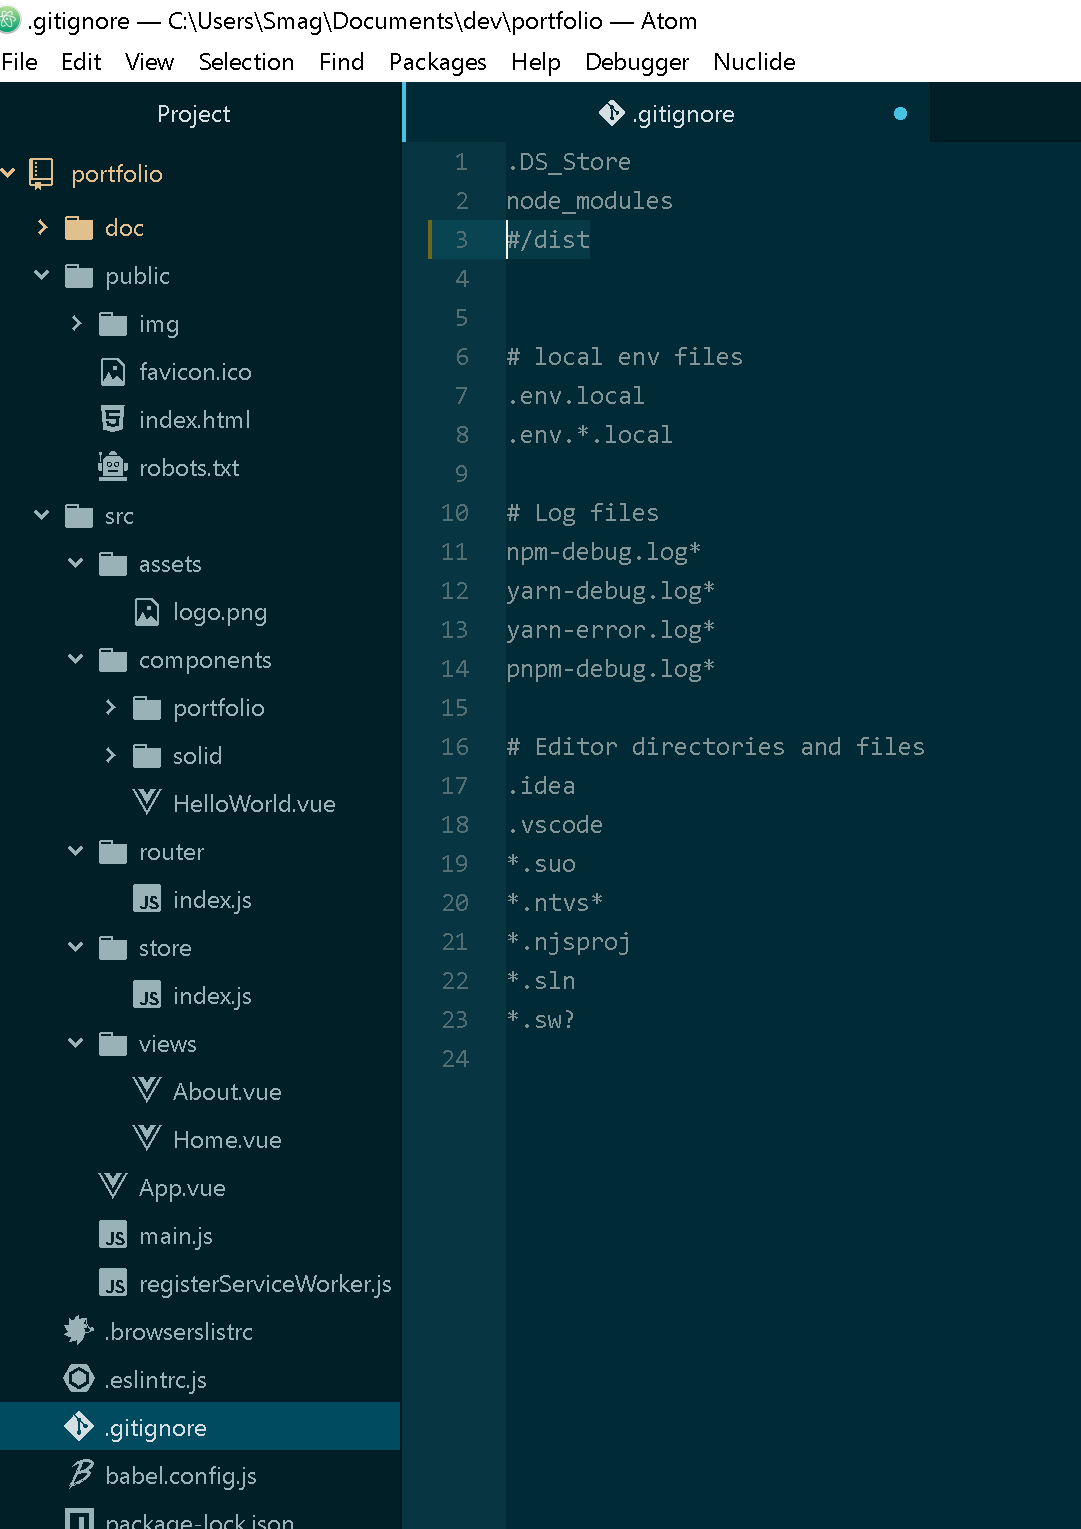 .gitignore — C:\Users\Smag\Documents\dev\portfolio — Atom
File Edit View Selection Find Packages Help Debugger Nuclide
Project
portfolio
doc
public
img
favicon.ico
index.html
robots.txt
src
assets
logo.png
components
portfolio
solid
HelloWorld.vue
router
JS index.js
store
JS index.js
views
About.vue
Home.vue
App.vue
JS main.js
JS registerServiceWorker.js
.browserslistrc
.eslintrc.js
.gitignore
babel.config.js
package-lock.json
.gitignore
1 .DS_Store
2 node_modules
3 #/dist
4
5
6 # local env files
7 .env.local
8 .env.*.local
9
10 # Log files
11 npm-debug.log*
12 yarn-debug.log*
13 yarn-error.log*
14 pnpm-debug.log*
15
16 # Editor directories and files
17 .idea
18 .vscode
19 *.suo
20 *.ntvs*
21 *.njsproj
22 *.sln
23 *.sw?
24